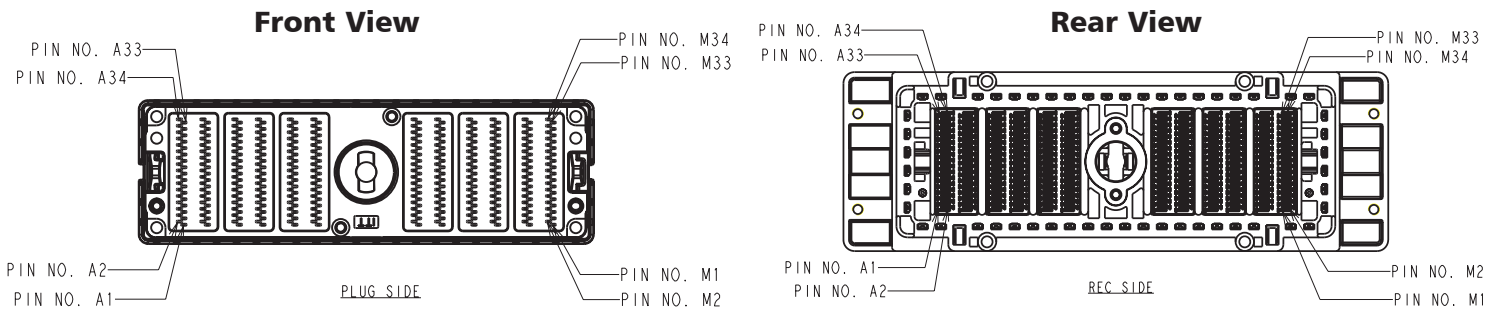 Front View
PIN NO. A33
PIN NO. A34
PIN NO. M34
PIN NO. M33
PIN NO. A2
PIN NO. A1
PLUG SIDE
PIN NO. M1
PIN NO. M2
Rear View
PIN NO. A34
PIN NO. A33
PIN NO. M33
PIN NO. M34
PIN NO. A1
PIN NO. A2
REC SIDE
PIN NO. M2
PIN NO. M1